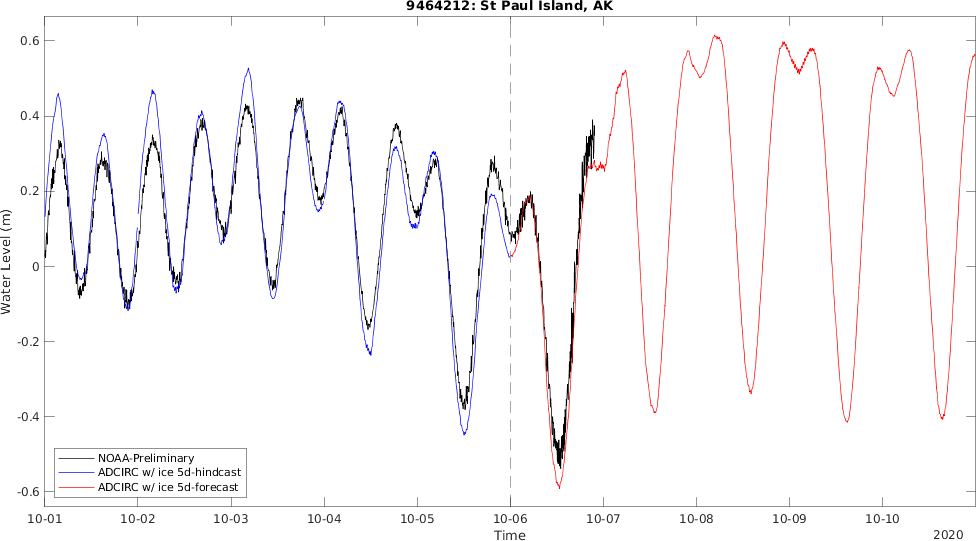 9464212: St Paul Island, AK
Water Level (m)
0.6
0.4
0.2
0
-0.2
-0.4
-0.6
NOAA-Preliminary
ADCIRC w/ ice 5d-hindcast
ADCIRC w/ ice 5d-forecast
10-01 10-02 10-03 10-04 10-05 10-06 10-07 10-08 10-09 10-10
Time
2020